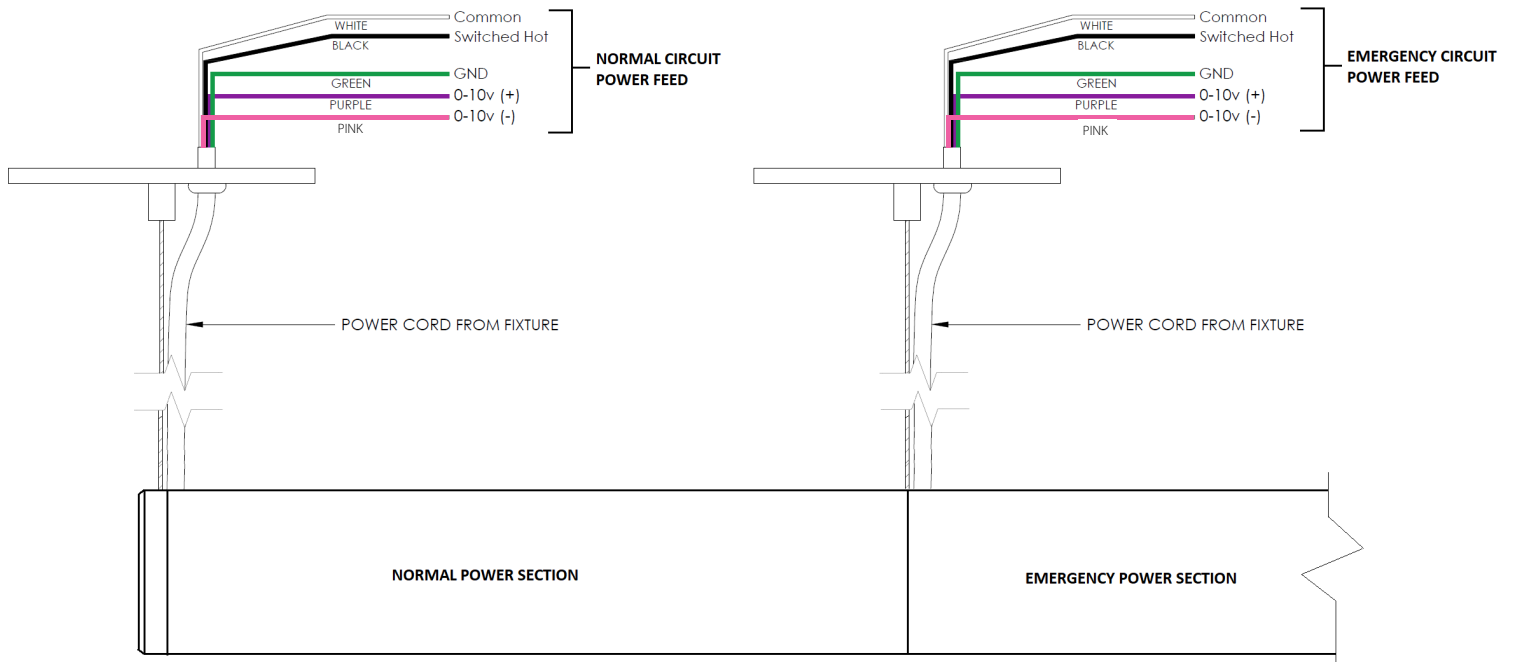 WHITE
Common
BLACK
Switched Hot
GREEN
GND
PURPLE
0-10v (+)
PINK
0-10v (-)
NORMAL CIRCUIT
POWER FEED
WHITE
Common
BLACK
Switched Hot
GREEN
GND
PURPLE
0-10v (+)
PINK
0-10v (-)
EMERGENCY CIRCUIT
POWER FEED
POWER CORD FROM FIXTURE
POWER CORD FROM FIXTURE
NORMAL POWER SECTION
EMERGENCY POWER SECTION